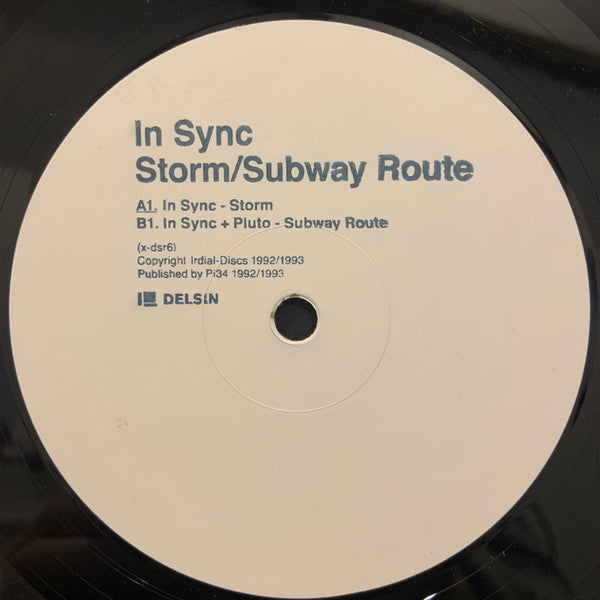 In Sync
Storm/Subway Route
A1. In Sync - Storm
B1. In Sync + Pluto - Subway Route
(x-dsr6)
Copyright Irdial-Discs 1992/1993
Published by Pi34 1992/1993
DELSIN